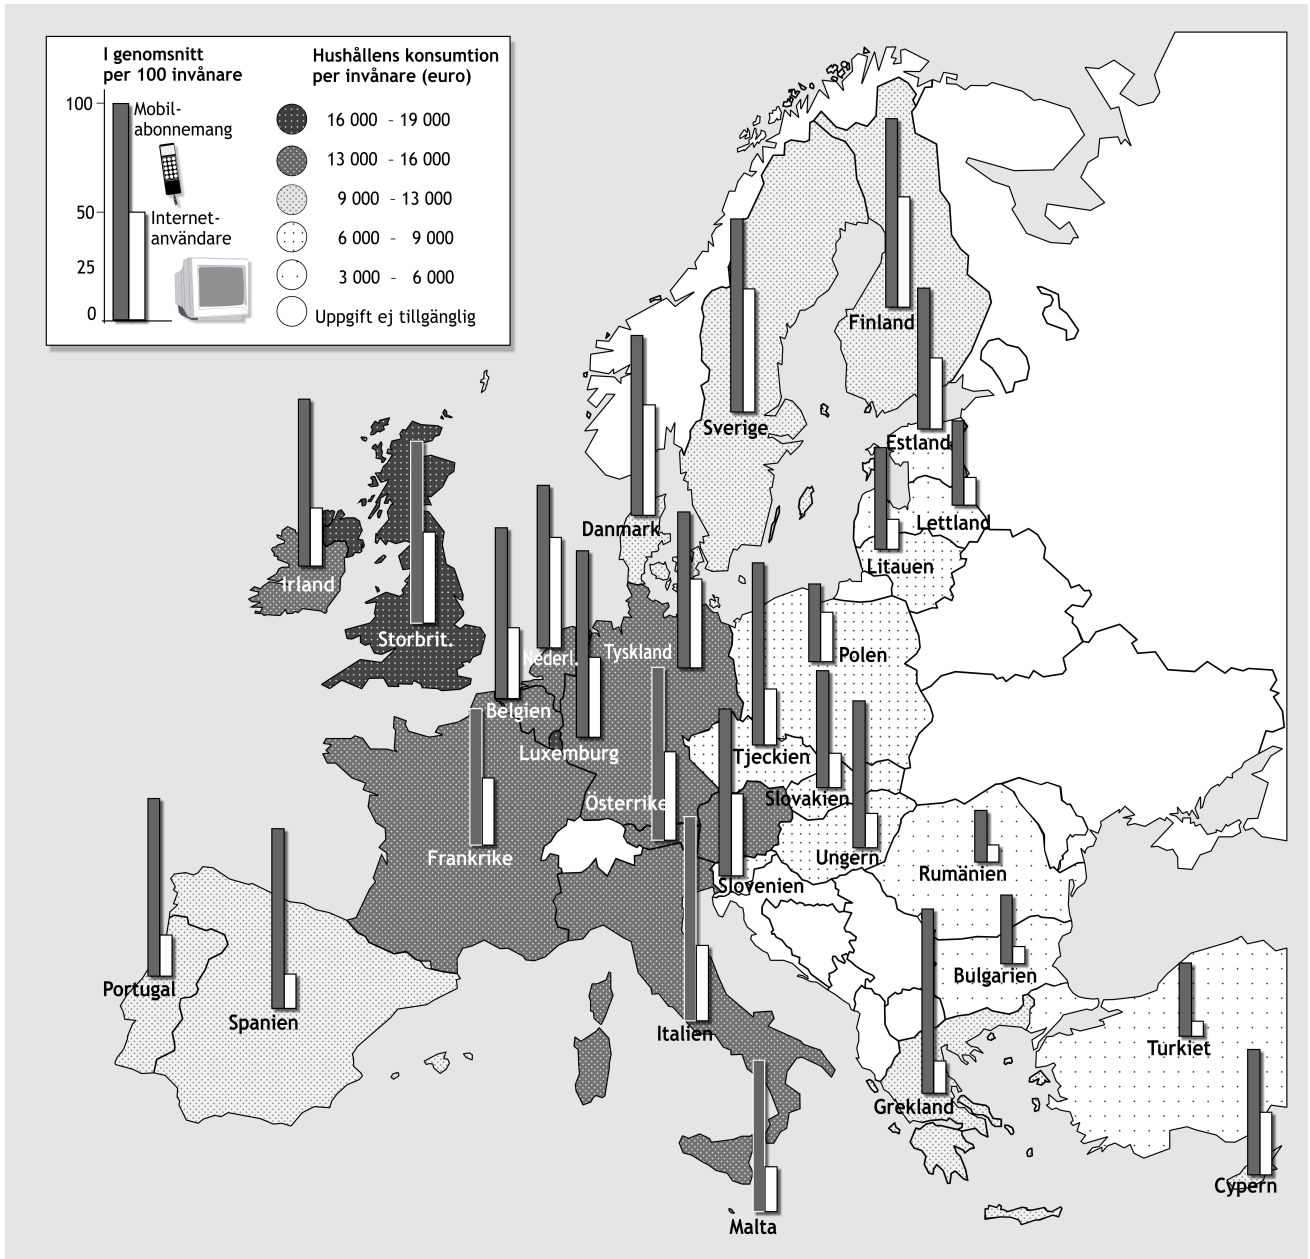 I genomsnitt
per 100 invånare
100
Mobil-
abonnemang
50
Internet-
användare
25
0
Hushållens konsumtion
per invånare (euro)
16 000 - 19 000
13 000 - 16 000
9 000 - 13 000
6 000 - 9 000
3 000 - 6 000
Uppgift ej tillgänglig
Finland
Sverige
Estland
Danmark
Lettland
Litauen
Irland
Storbrit.
Nederl.
Tyskland
Polen
Belgien
Luxemburg
Tjeckien
Österrike
Slovakien
Frankrike
Ungern
Rumänien
Slovenien
Bulgarien
Portugal
Spanien
Italien
Turkiet
Grekland
Cypern
Malta